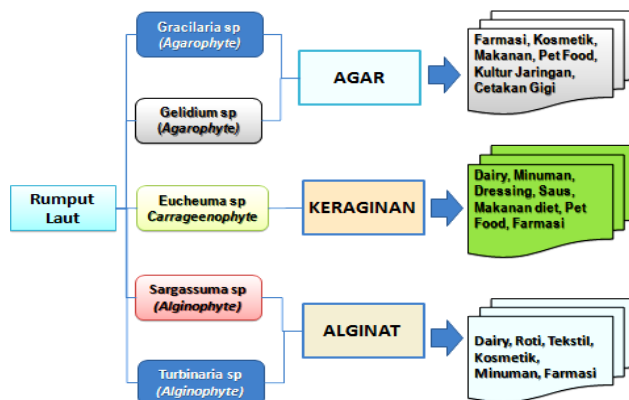 Rumput
Laut
Gracilaria sp
(Agarophyte)
Gelidium sp
(Agarophyte)
Eucheuma sp
Carrageenophyte
Sargassuma sp
(Alginophyte)
Turbinaria sp
(Alginophyte)
AGAR
KERAGINAN
ALGINAT
Farmasi, Kosmetik,
Makanan, Pet Food,
Kultur Jaringan,
Cetakan Gigi
Dairy, Minuman,
Dressing, Saus,
Makanan diet, Pet
Food, Farmasi
Dairy, Roti, Tekstil,
Kosmetik,
Minuman, Farmasi